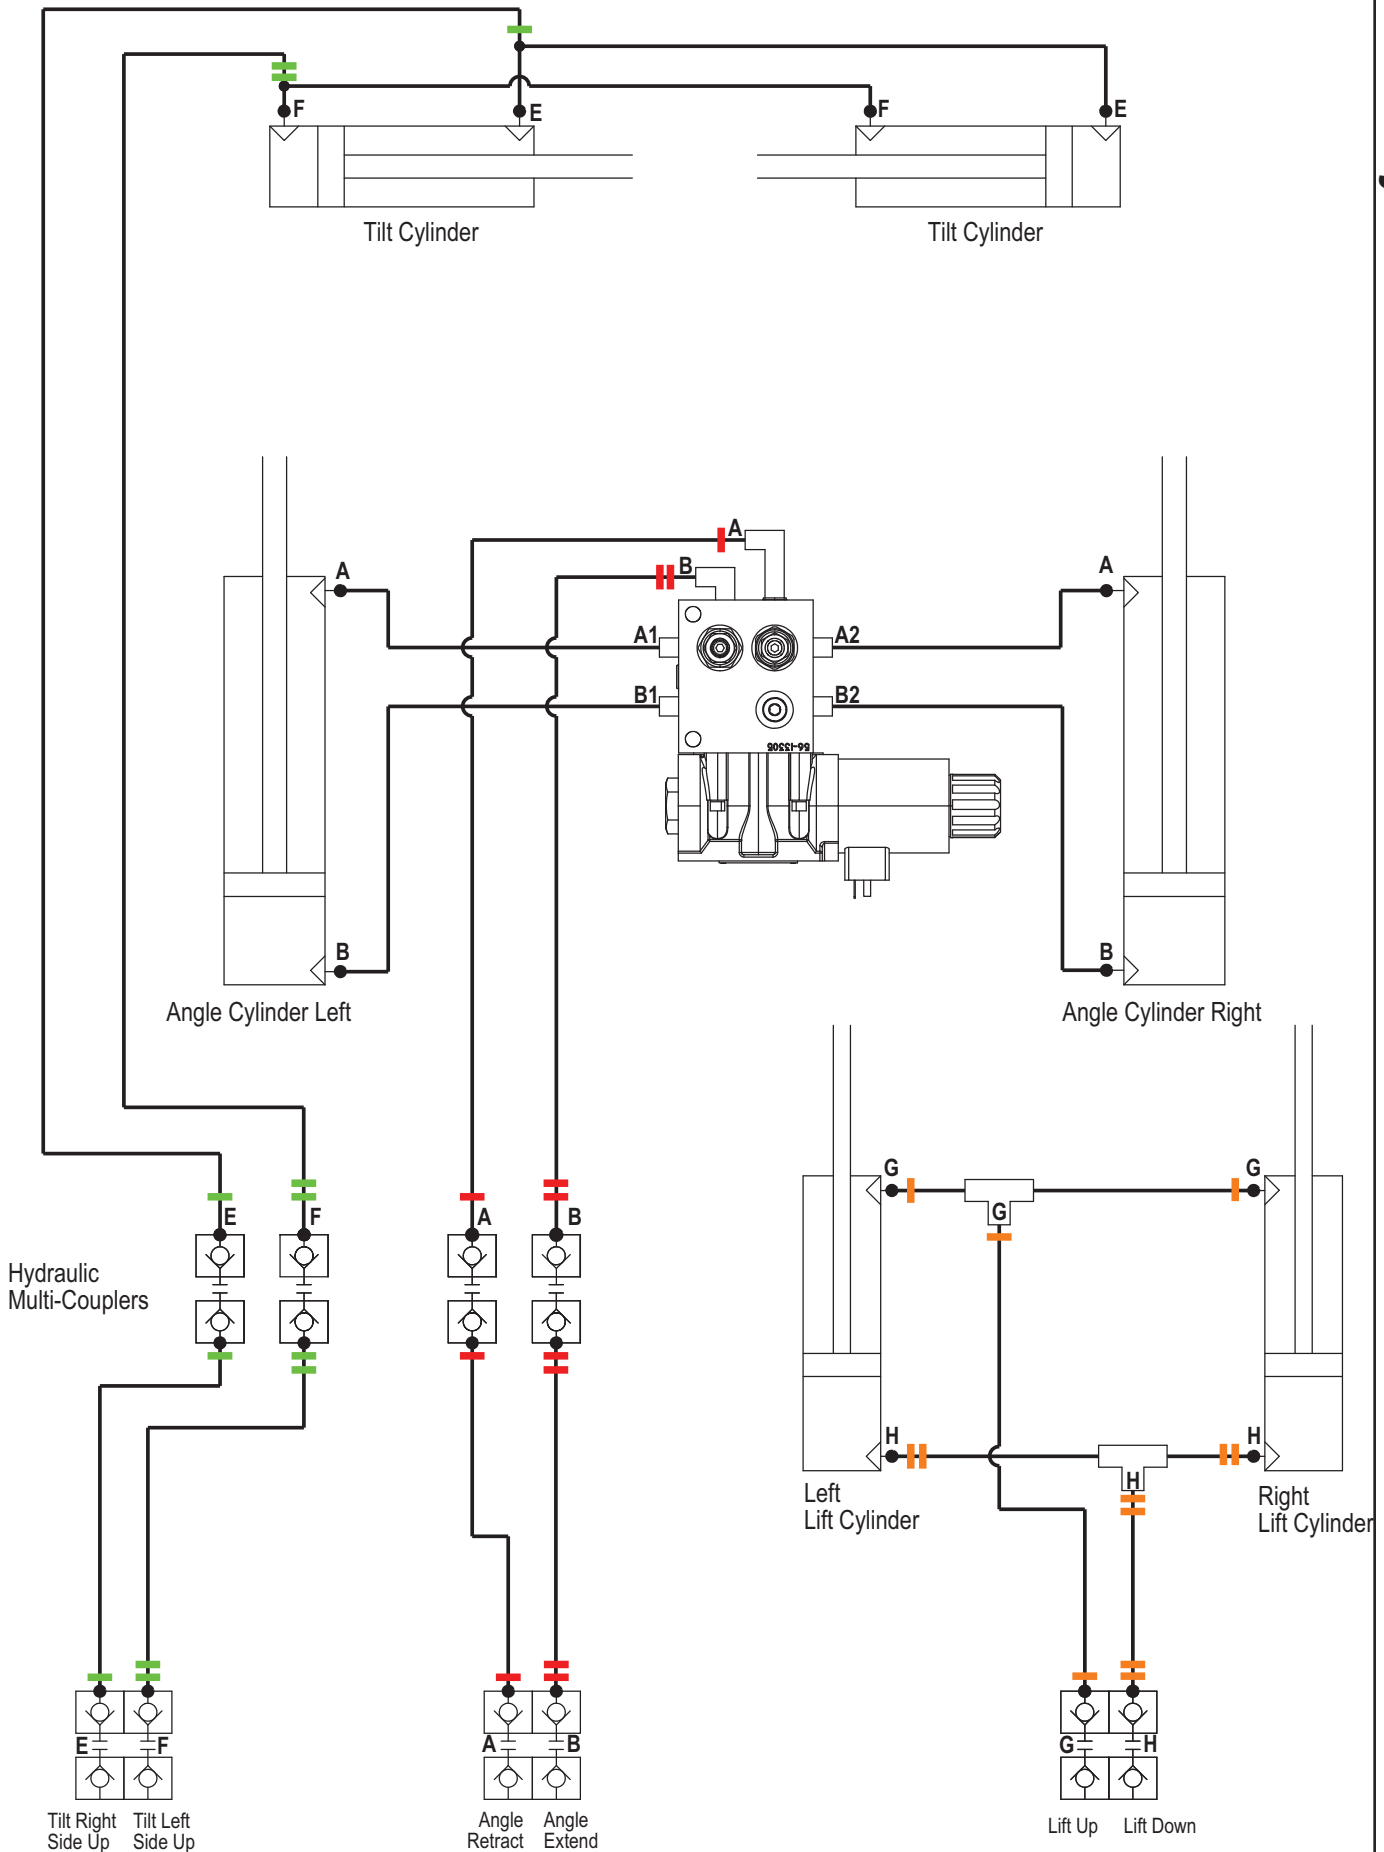 F
E
F
E
Tilt Cylinder
Tilt Cylinder
A
B
A
A
A1
A2
B1
B2
56-13305
B
B
Angle Cylinder Left
Angle Cylinder Right
G
G
G
E
F
A
B
Hydraulic
Multi-Couplers
H
H
H
Left
Lift Cylinder
Right
Lift Cylinder
E
F
A
B
G
H
Tilt Right
Side Up
Tilt Left
Side Up
Angle
Retract
Angle
Extend
Lift Up
Lift Down